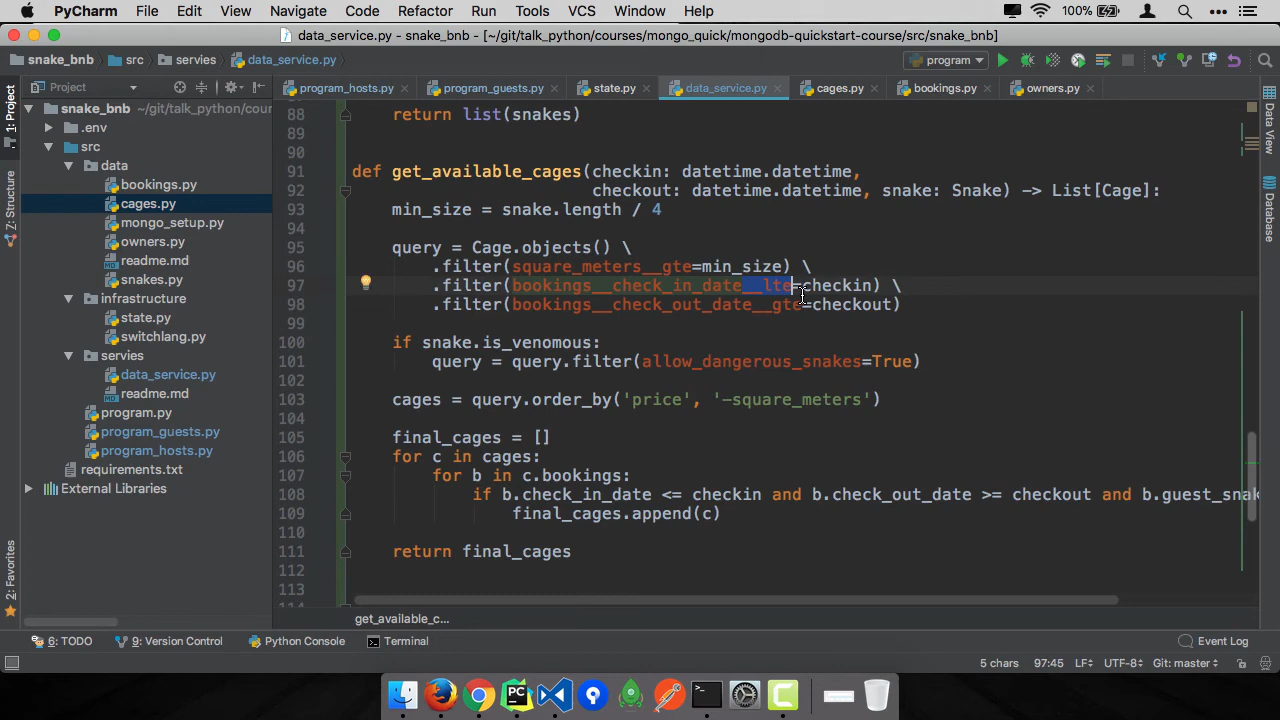 PyCharm File Edit View Navigate Code Refactor Run Tools VCS Window Help 100%
data_service.py - snake_bnb - [~/git/talk_python/courses/mongo_quick/mongodb-quickstart-course/src/snake_bnb]
snake_bnb src servies data_service.py program
Project program_hosts.py program_guests.py state.py data_service.py cages.py bookings.py owners.py
1: Project
Z: Structure
2: Favorites
Data View
Database
snake_bnb ~/git/talk_python/cour
.env
src
data
bookings.py
cages.py
mongo_setup.py
owners.py
readme.md
snakes.py
infrastructure
state.py
switchlang.py
servies
data_service.py
readme.md
program.py
program_guests.py
program_hosts.py
requirements.txt
External Libraries
88 return list(snakes)
89
90
91 def get_available_cages(checkin: datetime.datetime,
92 checkout: datetime.datetime, snake: Snake) -> List[Cage]:
93 min_size = snake.length / 4
94
95 query = Cage.objects() \
96 .filter(square_meters__gte=min_size) \
97 .filter(bookings__check_in_date__lte=checkin) \
98 .filter(bookings__check_out_date__gte=checkout)
99
100 if snake.is_venomous:
101 query = query.filter(allow_dangerous_snakes=True)
102
103 cages = query.order_by('price', '-square_meters')
104
105 final_cages = []
106 for c in cages:
107 for b in c.bookings:
108 if b.check_in_date <= checkin and b.check_out_date >= checkout and b.guest_snak
109 final_cages.append(c)
110
111 return final_cages
112
113
get_available_c...
6: TODO 9: Version Control Python Console Terminal Event Log
5 chars 97:45 LF÷ UTF-8÷ Git: master÷